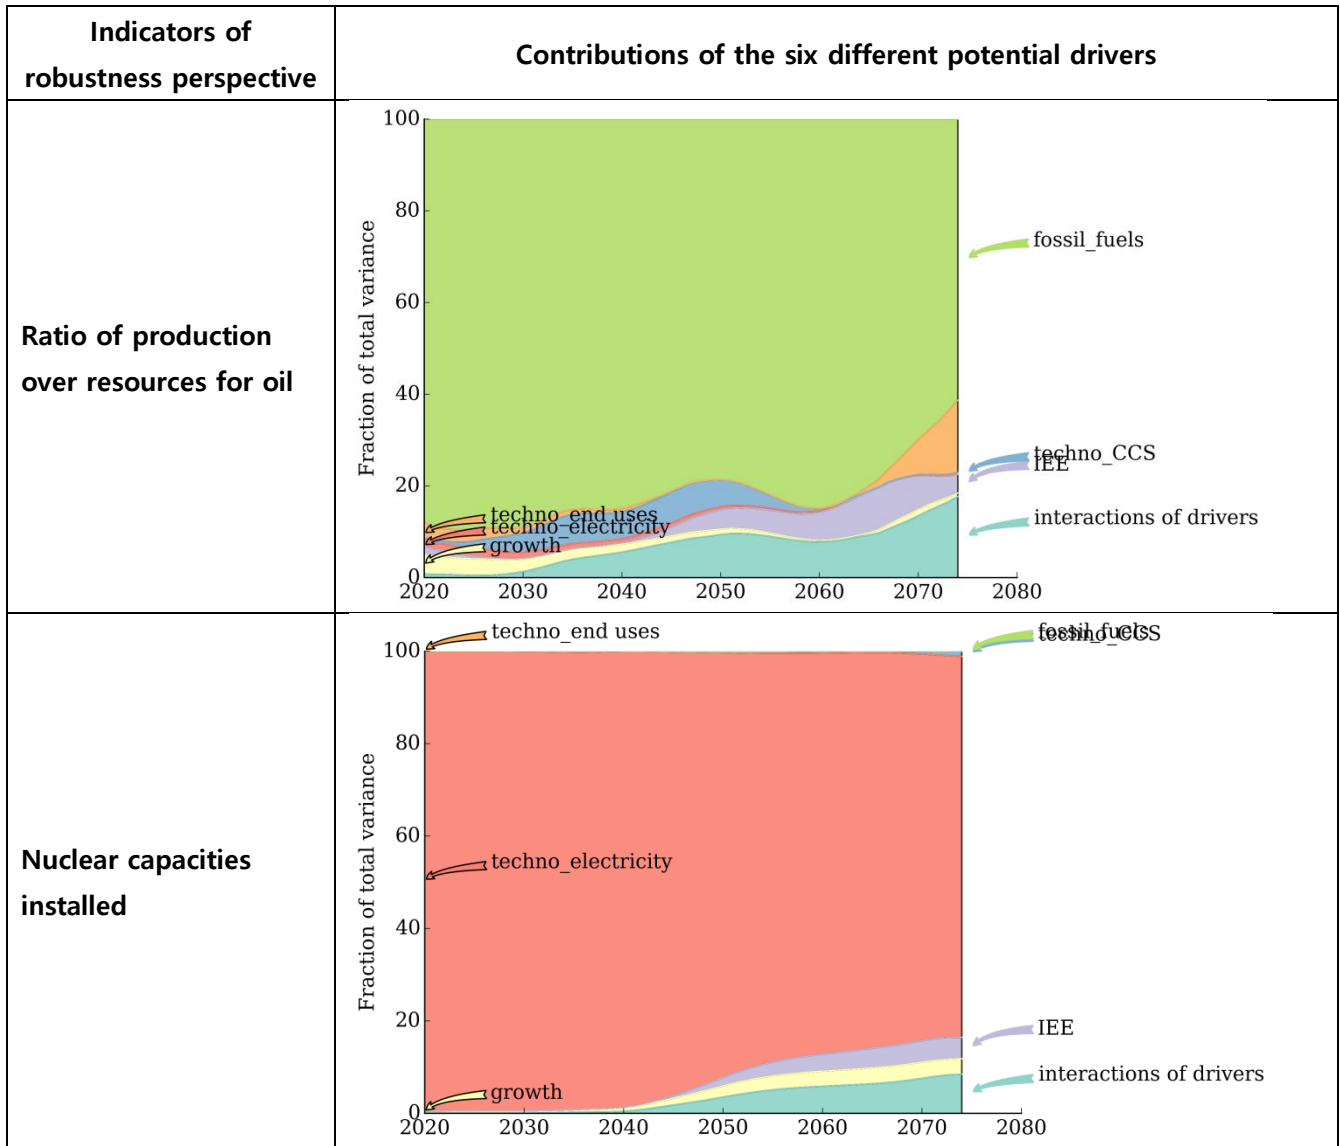 Indicators of
robustness perspective
Contributions of the six different potential drivers
Ratio of production
over resources for oil
Fraction of total variance
100
80
60
40
20
0
fossil_fuels
techno_CCS
IEE
interactions of drivers
techno_end uses
techno_electricity
growth
2020 2030 2040 2050 2060 2070 2080
Nuclear capacities
installed
Fraction of total variance
techno_end uses
fossil_fuels
techno_CCS
100
80
60
40
20
0
techno_electricity
IEE
interactions of drivers
growth
2020 2030 2040 2050 2060 2070 2080